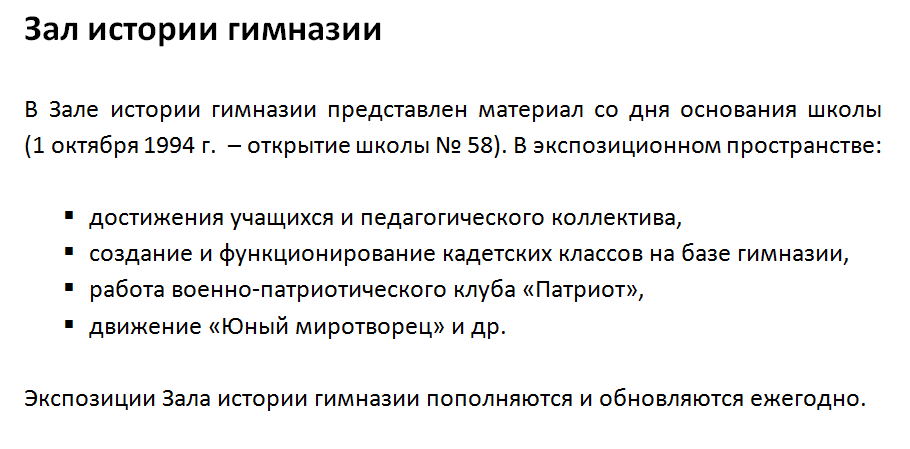 Зал истории гимназии
В Зале истории гимназии представлен материал со дня основания школы
(1 октября 1994 г.  – открытие школы № 58). В экспозиционном пространстве:
▪ достижения учащихся и педагогического коллектива,
▪ создание и функционирование кадетских классов на базе гимназии,
▪ работа военно-патриотического клуба «Патриот»,
▪ движение «Юный миротворец» и др.
Экспозиции Зала истории гимназии пополняются и обновляются ежегодно.